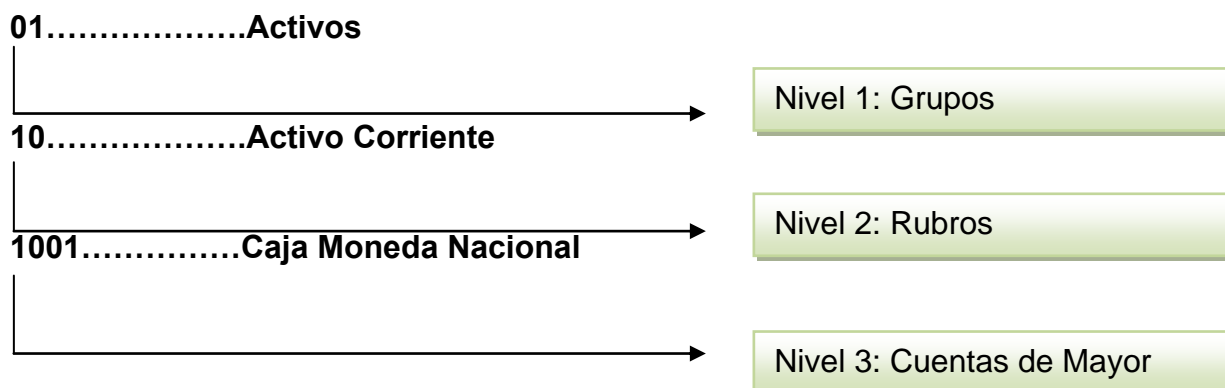 01……………….Activos
Nivel 1: Grupos
10……………….Activo Corriente
Nivel 2: Rubros
1001……………Caja Moneda Nacional
Nivel 3: Cuentas de Mayor